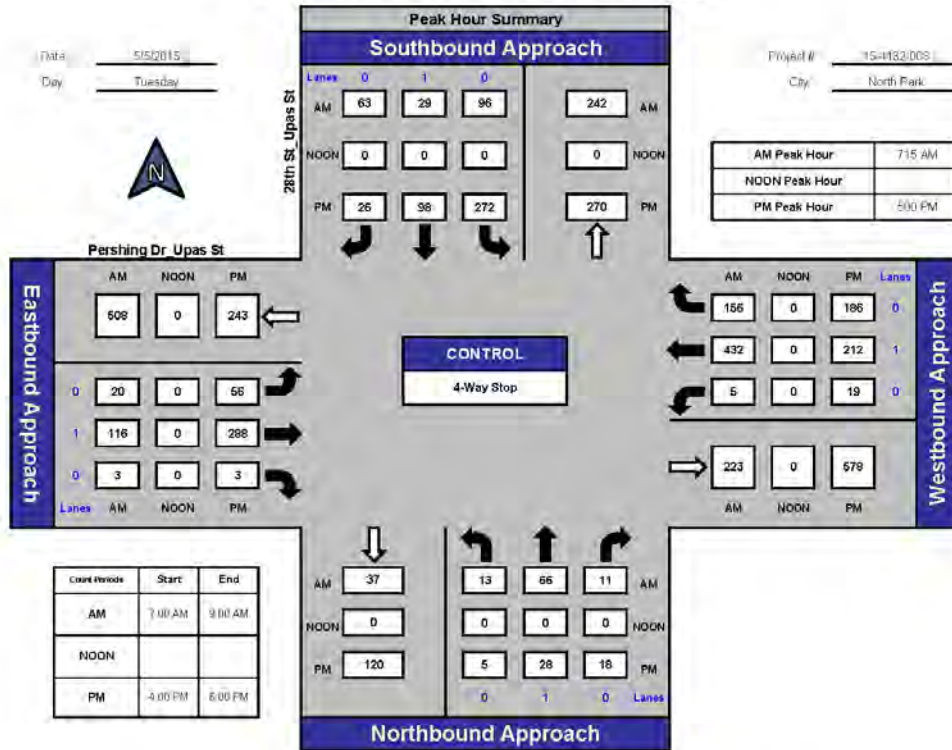 Peak Hour Summary
Southbound Approach
Date 5/5/2015
Day Tuesday
Project # 15-4182-008
City North Park
N
28th St_Upas St
Lanes 0 1 0
AM 63 29 96 242 AM
NOON 0 0 0 0 NOON
PM 26 98 272 270 PM
AM Peak Hour 715 AM
NOON Peak Hour
PM Peak Hour 500 PM
Pershing Dr_Upas St
Eastbound Approach
AM NOON PM
508 0 243
0 20 0 56
1 116 0 288
0 3 0 3
Lanes AM NOON PM
CONTROL
4-Way Stop
Westbound Approach
AM NOON PM Lanes
156 0 186 0
432 0 212 1
5 0 19 0
223 0 578
AM NOON PM
Count Periods Start End
AM 7:00 AM 9:00 AM
NOON
PM 4:00 PM 6:00 PM
AM 37 13 66 11 AM
NOON 0 0 0 0 NOON
PM 120 5 28 18 PM
0 1 0 Lanes
Northbound Approach